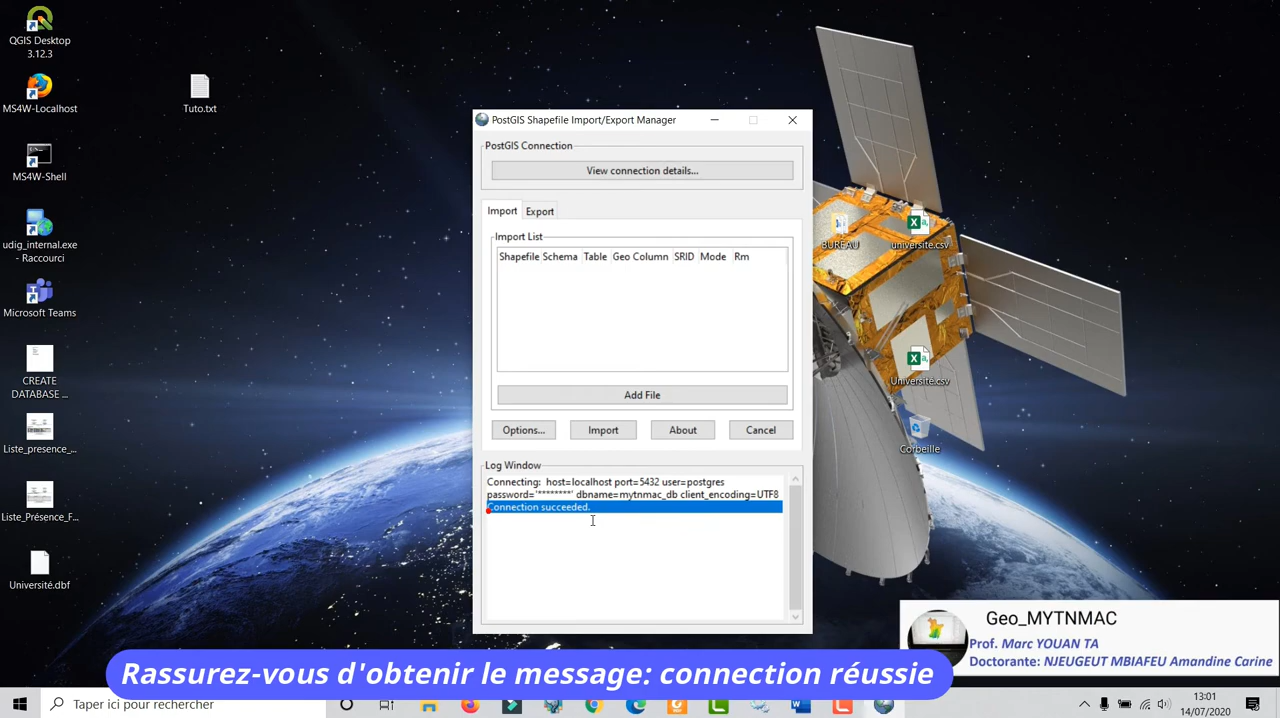 QGIS Desktop
3.12.3
MS4W-Localhost
MS4W-Shell
udig_internal.exe
- Raccourci
Microsoft Teams
CREATE
DATABASE ...
Liste_presence_...
Liste_Présence_F...
Université.dbf
Tuto.txt
PostGIS Shapefile Import/Export Manager
PostGIS Connection
View connection details...
Import Export
Import List
Shapefile Schema Table Geo Column SRID Mode Rm
Add File
Options... Import About Cancel
Log Window
Connecting: host=localhost port=5432 user=postgres
password='********' dbname=mytnmac_db client_encoding=UTF8
Connection succeeded.
BUREAU
universite.csv
Universite.csv
Corbeille
Geo_MYTNMAC
Prof. Marc YOUAN TA
Doctorante: NJEUGEUT MBIAFEU Amandine Carine
Rassurez-vous d'obtenir le message: connection réussie
Taper ici pour rechercher
13:01
14/07/2020